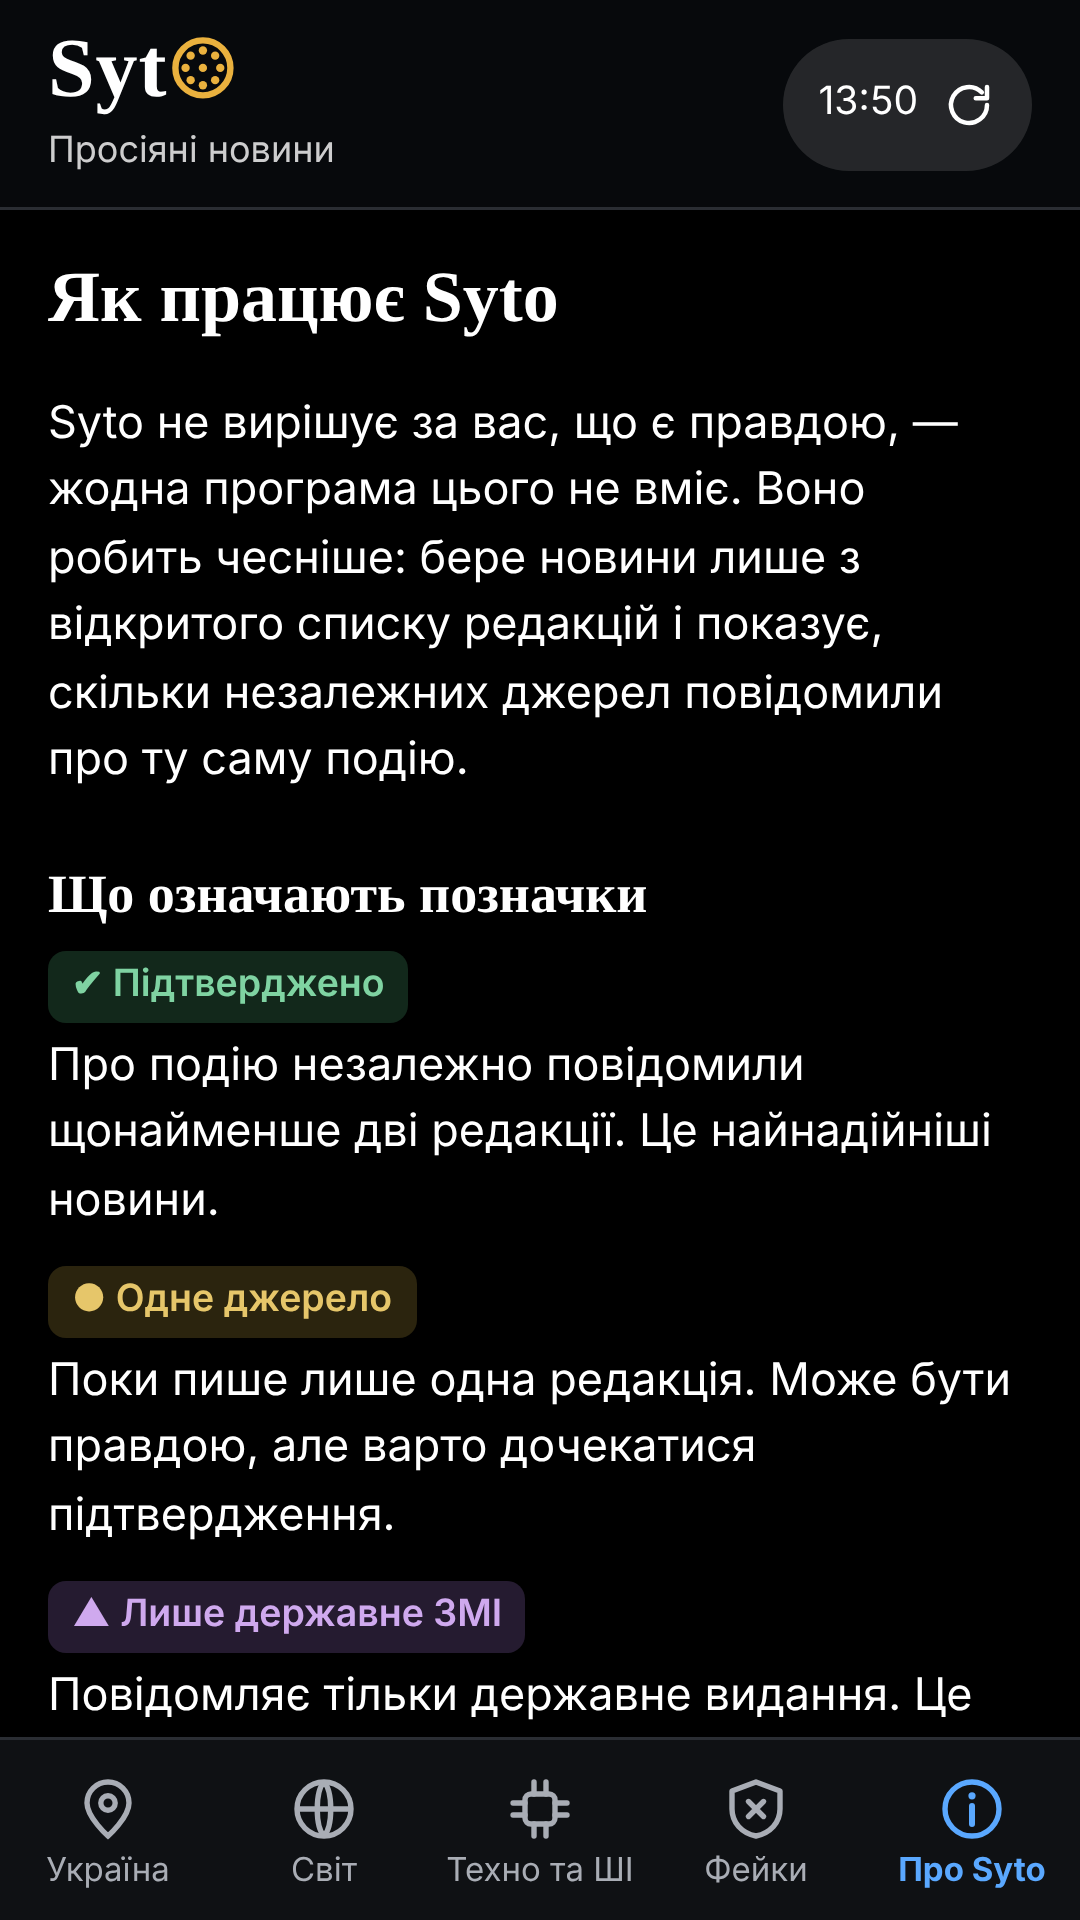 Syto
13:50
Просіяні новини
Як працює Syto
Syto не вирішує за вас, що є правдою, —
жодна програма цього не вміє. Воно
робить чесніше: бере новини лише з
відкритого списку редакцій і показує,
скільки незалежних джерел повідомили
про ту саму подію.
Що означають позначки
✔ Підтверджено
Про подію незалежно повідомили
щонайменше дві редакції. Це найнадійніші
новини.
● Одне джерело
Поки пише лише одна редакція. Може бути
правдою, але варто дочекатися
підтвердження.
▲ Лише державне ЗМІ
Повідомляє тільки державне видання. Це
Україна
Світ
Техно та ШІ
Фейки
Про Syto